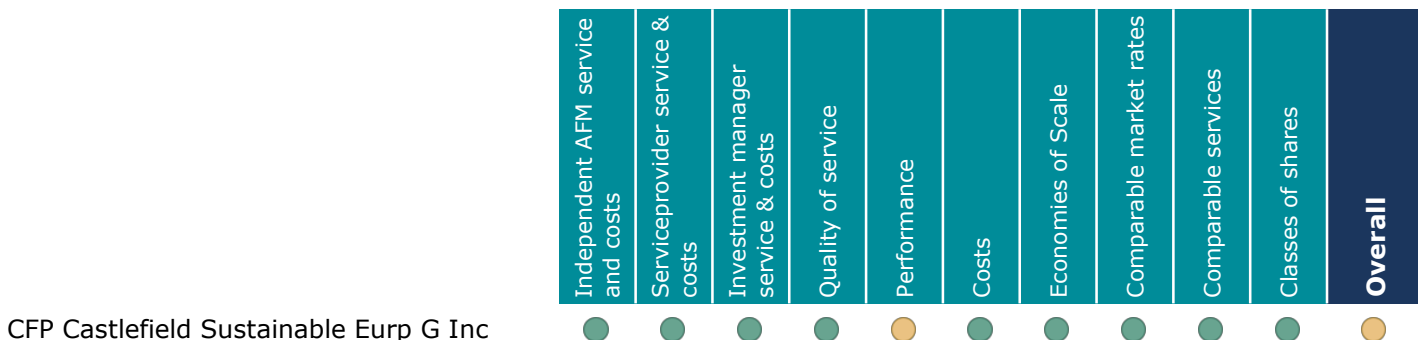 Independent AFM service
and costs
Serviceprovider service &
costs
Investment manager
service & costs
Quality of service
Performance
Costs
Economies of Scale
Comparable market rates
Comparable services
Classes of shares
Overall
CFP Castlefield Sustainable Eurp G Inc